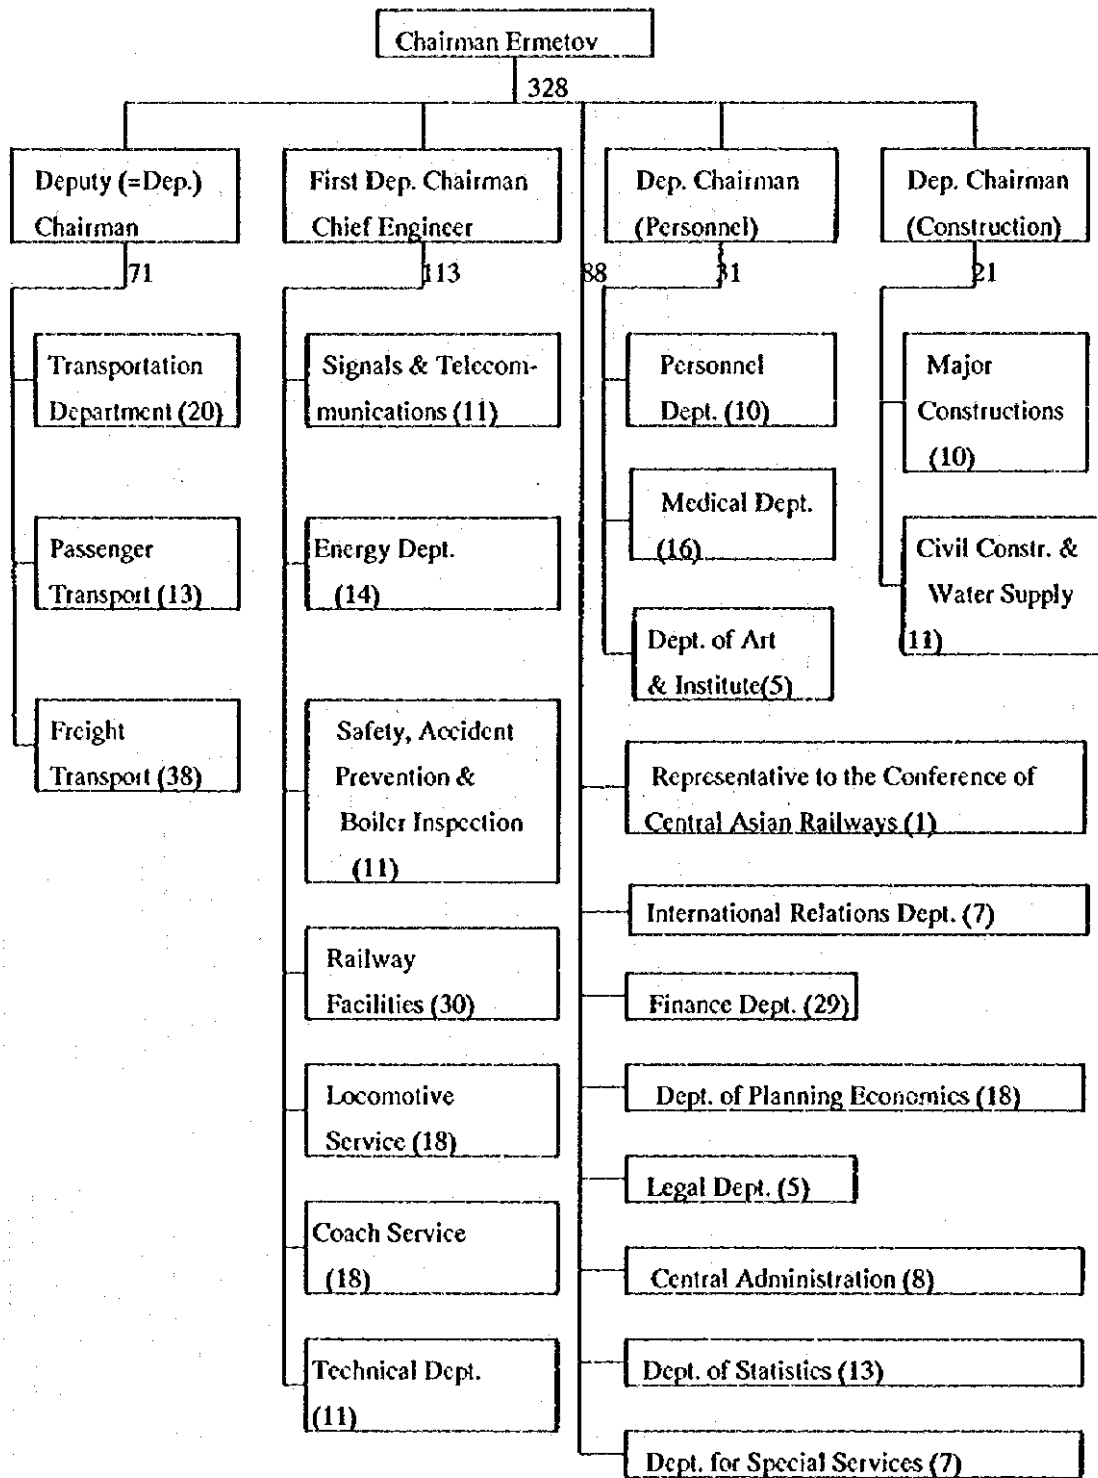 Chairman Ermetov
328
Deputy (=Dep.)
Chairman
71
First Dep. Chairman
Chief Engineer
113
88
Dep. Chairman
(Personnel)
31
Dep. Chairman
(Construction)
21
Transportation
Department (20)
Passenger
Transport (13)
Freight
Transport (38)
Signals & Telecom-
munications (11)
Energy Dept.
(14)
Safety, Accident
Prevention &
Boiler Inspection
(11)
Railway
Facilities (30)
Locomotive
Service (18)
Coach Service
(18)
Technical Dept.
(11)
Personnel
Dept. (10)
Medical Dept.
(16)
Dept. of Art
& Institute(5)
Major
Constructions
(10)
Civil Constr. &
Water Supply
(11)
Representative to the Conference of
Central Asian Railways (1)
International Relations Dept. (7)
Finance Dept. (29)
Dept. of Planning Economics (18)
Legal Dept. (5)
Central Administration (8)
Dept. of Statistics (13)
Dept. for Special Services (7)